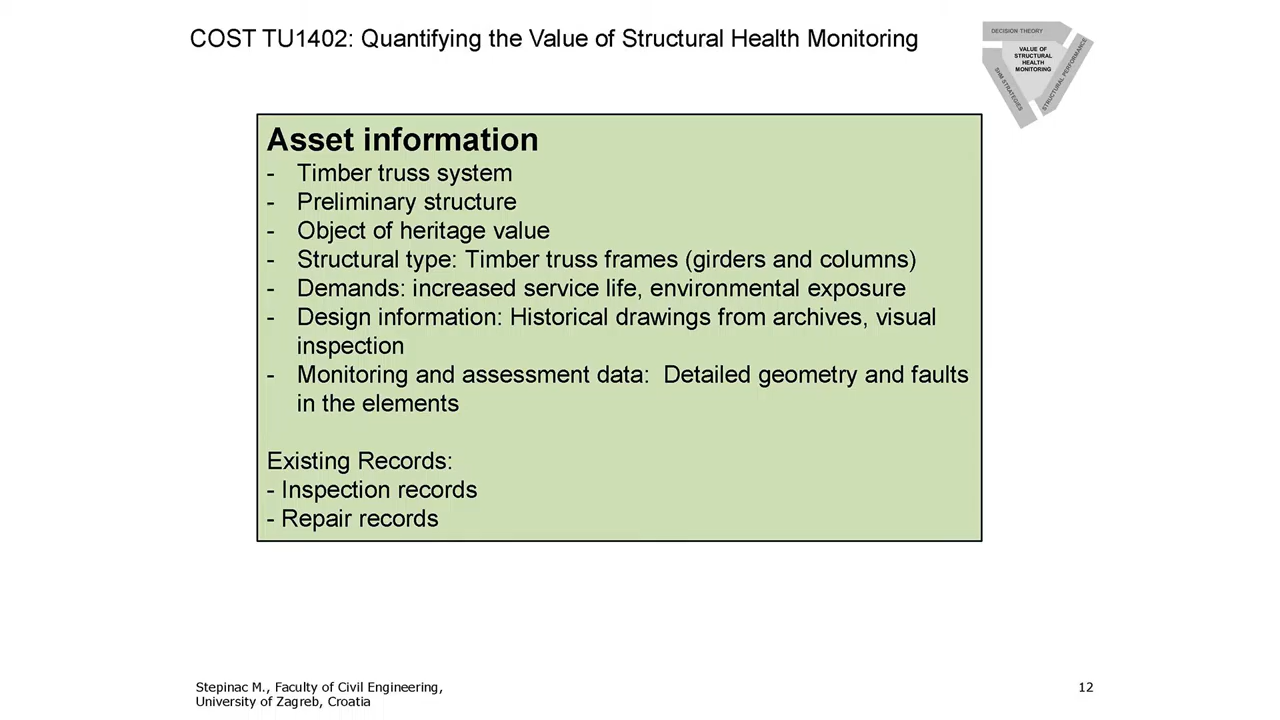 COST TU1402: Quantifying the Value of Structural Health Monitoring
DECISION THEORY
VALUE OF
STRUCTURAL
HEALTH
MONITORING
SHM STRATEGIES
STRUCTURAL PERFORMANCE
Asset information
- Timber truss system
- Preliminary structure
- Object of heritage value
- Structural type: Timber truss frames (girders and columns)
- Demands: increased service life, environmental exposure
- Design information: Historical drawings from archives, visual
inspection
- Monitoring and assessment data: Detailed geometry and faults
in the elements
Existing Records:
- Inspection records
- Repair records
Stepinac M., Faculty of Civil Engineering,
University of Zagreb, Croatia
12